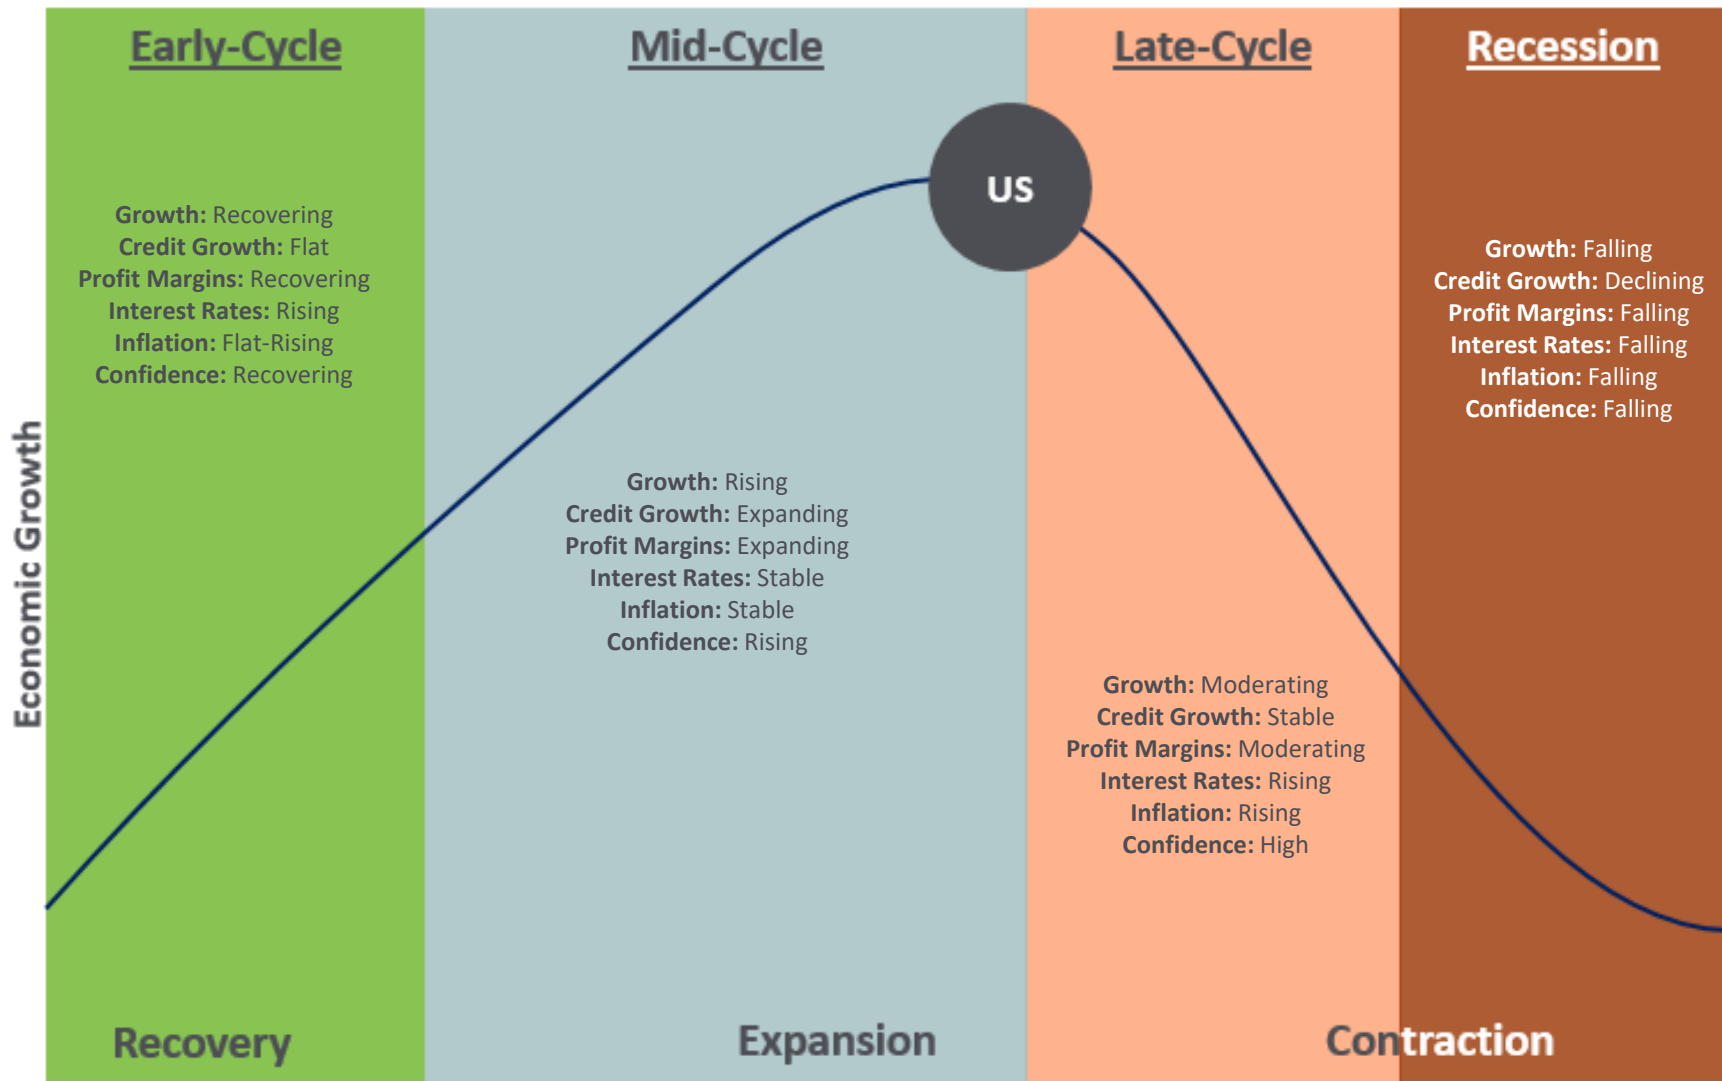 Early-Cycle
Mid-Cycle
Late-Cycle
Recession
US
Growth: Recovering
Credit Growth: Flat
Profit Margins: Recovering
Interest Rates: Rising
Inflation: Flat-Rising
Confidence: Recovering
Growth: Rising
Credit Growth: Expanding
Profit Margins: Expanding
Interest Rates: Stable
Inflation: Stable
Confidence: Rising
Growth: Moderating
Credit Growth: Stable
Profit Margins: Moderating
Interest Rates: Rising
Inflation: Rising
Confidence: High
Growth: Falling
Credit Growth: Declining
Profit Margins: Falling
Interest Rates: Falling
Inflation: Falling
Confidence: Falling
Economic Growth
Recovery
Expansion
Contraction